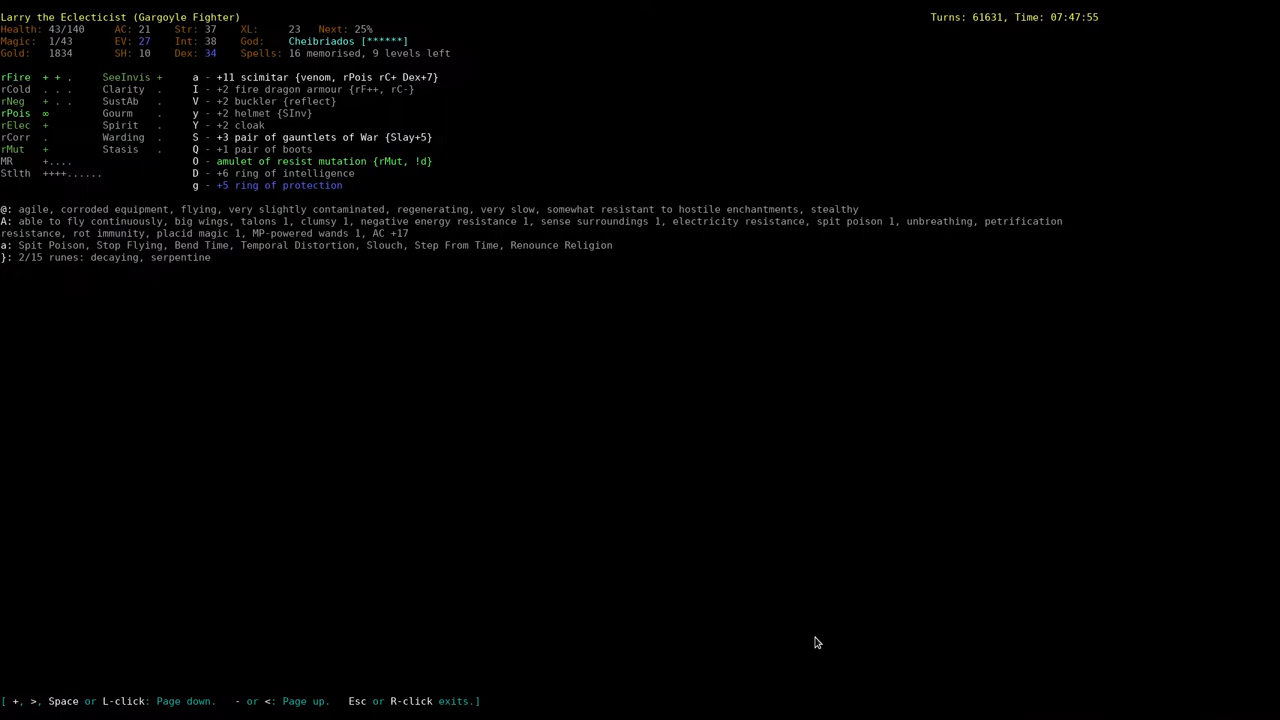 Larry the Eclecticist (Gargoyle Fighter) Turns: 61631, Time: 07:47:55
Health: 43/140 AC: 21 Str: 37 XL: 23 Next: 25%
Magic: 1/43 EV: 27 Int: 38 God: Cheibriados [******]
Gold: 1834 SH: 10 Dex: 34 Spells: 16 memorised, 9 levels left
rFire + + . SeeInvis + a - +11 scimitar {venom, rPois rC+ Dex+7}
rCold . . . Clarity . I - +2 fire dragon armour {rF++, rC-}
rNeg + . . SustAb . V - +2 buckler {reflect}
rPois ∞ Gourm . y - +2 helmet {SInv}
rElec + Spirit . Y - +2 cloak
rCorr . Warding . S - +3 pair of gauntlets of War {Slay+5}
rMut + Stasis . Q - +1 pair of boots
MR +.... O - amulet of resist mutation {rMut, !d}
Stlth ++++...... D - +6 ring of intelligence
g - +5 ring of protection
@: agile, corroded equipment, flying, very slightly contaminated, regenerating, very slow, somewhat resistant to hostile enchantments, stealthy
A: able to fly continuously, big wings, talons 1, clumsy 1, negative energy resistance 1, sense surroundings 1, electricity resistance, spit poison 1, unbreathing, petrification
resistance, rot immunity, placid magic 1, MP-powered wands 1, AC +17
a: Spit Poison, Stop Flying, Bend Time, Temporal Distortion, Slouch, Step From Time, Renounce Religion
}: 2/15 runes: decaying, serpentine
[ +, >, Space or L-click: Page down. - or <: Page up. Esc or R-click exits.]